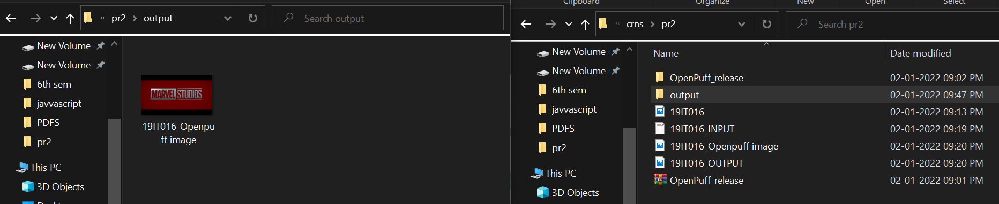 pr2 › output
Search output
New Volume (
New Volume (
6th sem
javvascript
PDFS
pr2
This PC
3D Objects
MARVEL STUDIOS
19IT016_Openpu
ff image
Clipboard
Organize
New
Open
Select
crns › pr2
Search pr2
New Volume (
New Volume (
6th sem
javvascript
PDFS
pr2
This PC
3D Objects
Name Date modified
OpenPuff_release 02-01-2022 09:02 PM
output 02-01-2022 09:47 PM
19IT016 02-01-2022 09:13 PM
19IT016_INPUT 02-01-2022 09:19 PM
19IT016_Openpuff image 02-01-2022 09:20 PM
19IT016_OUTPUT 02-01-2022 09:20 PM
OpenPuff_release 02-01-2022 09:01 PM